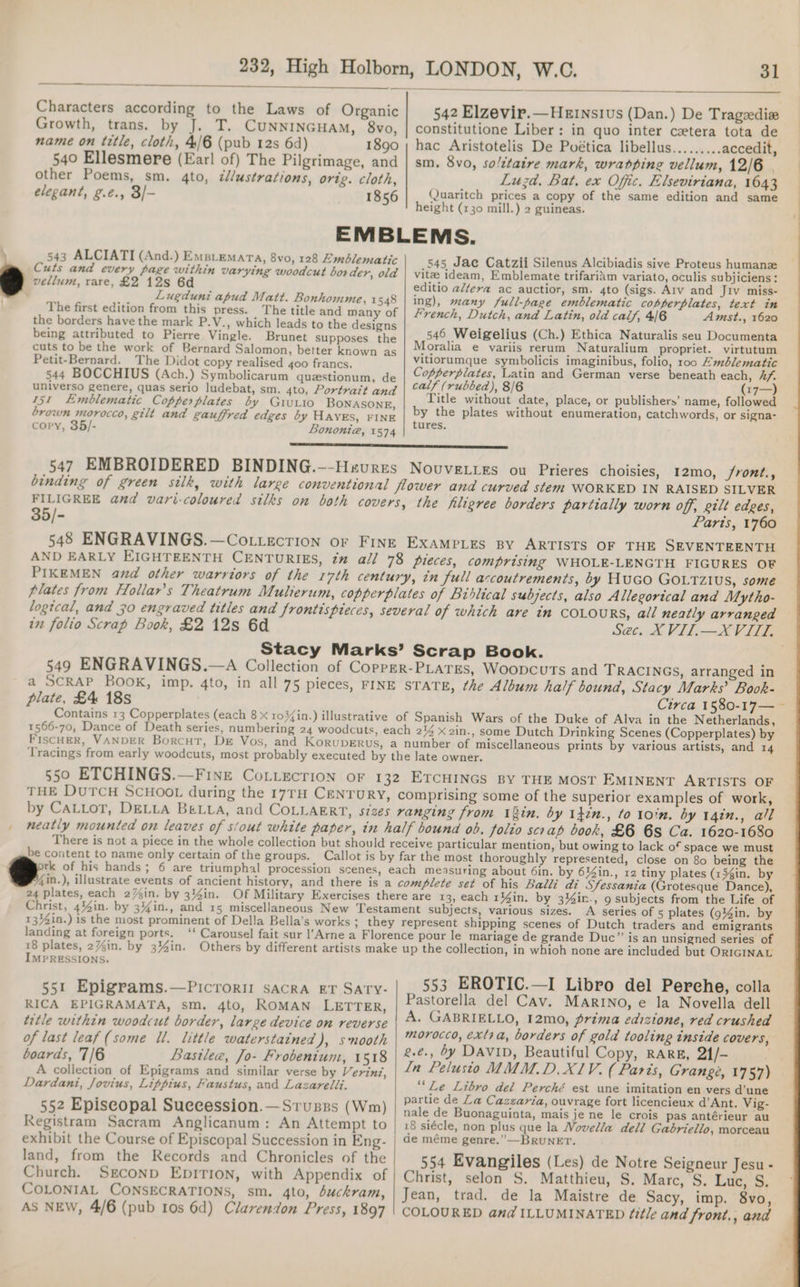 232, High Holborn, LONDON, W.C. 31
Characters according to the Laws of Organic
Growth, trans. by J. T. CUNNINGHAM, 8vo,
name on title, cloth, 4/6 (pub 12s 6d) 1890
540 Ellesmere (Earl of) The Pilgrimage, and
other Poems, sm. 4to, illustrations, orig. cloth,
elegant, g.e., 3/- 1856
542 Elzevir.—HEINSIUS (Dan.) De Tragædiæ
constitutione Liber: in quo inter cætera tota de
hac Aristotelis De Poëtica libellus.........accedit,
sm. 8vo, solitaire mark, wrapping vellum, 12/6
Lugd. Bat. ex Offic. Elseviriana, 1643
Quaritch prices a copy of the same edition and same
height (130 mill.) 2 guineas.
EMBLEMS.
543 ALCIATI (And.) EMBLEMATA, 8vo, 128 Emblematic
Cuts and every page within varying woodcut border, old
vellum, rare, £2 12s 6d
Lugduni apud Matt. Bonhomme, 1548
The first edition from this press. The title and many of
the borders have the mark P.V., which leads to the designs
being attributed to Pierre Vingle. Brunet supposes the
cuts to be the work of Bernard Salomon, better known as
Petit-Bernard. The Didot copy realised 400 francs.
544 BOCCHIUS (Ach.) Symbolicarum quæstionum, de
universo genere, quas serio ludebat, sm. 4to, Portrait and
151 Emblematic Copperplates by GIULIO BONASONE,
brown morocco, gilt and gauffred edges by HAYES, FINE
COPY, 35/- Bononiæ, 1574
545 Jac Catzii Silenus Alcibiadis sive Proteus humanæ
vitæ ideam, Emblemate trifariàm variato, oculis subjiciens:
editio altera ac auctior, sm. 4to (sigs. Aiv and Jiv miss-
ing), many full-page emblematic copperplates, text in
French, Dutch, and Latin, old calf, 4/6 Amst., 1620
546 Weigelius (Ch.) Ethica Naturalis seu Documenta
Moralia e variis rerum Naturalium propriet. virtutum
vitiorumque symbolicis imaginibus, folio, 100 Emblematic
Copperplates, Latin and German verse beneath each, hf.
calf (rubbed), 8/6 (17—)
Title without date, place, or publishers' name, followed
by the plates without enumeration, catchwords, or signa-
tures.
547 EMBROIDERED BINDING.--HEURES NOUVELLES ou Prieres choisies, 12mo, front.,
binding of green silk, with large conventional flower and curved stem WORKED IN RAISED SILVER
FILIGREE and vari-coloured silks on both covers, the filigree borders partially worn off, gilt edges,
35/- Paris, 1760
548 ENGRAVINGS.—COLLECTION OF FINE EXAMPLES BY ARTISTS OF THE SEVENTEENTH
AND EARLY EIGHTEENTH CENTURIES, in all 78 pieces, comprising WHOLE-LENGTH FIGURES OF
PIKEMEN and other warriors of the 17th century, in full accoutrements, by HUGO GOLTZIUS, some
plates from Hollar's Theatrum Mulierum, copperplates of Biblical subjects, also Allegorical and Mytho-
logical, and 30 engraved titles and frontispieces, several of which are in COLOURS, all neatly arranged
in folio Scrap Book, £2 12s 6d Sæc. XVII.—XVIII.
Stacy Marks' Scrap Book.
549 ENGRAVINGS.—A Collection of COPPER-PLATES, WOODCUTS and TRACINGS, arranged in
a SCRAP BOOK, imp. 4to, in all 75 pieces, FINE STATE, the Album half bound, Stacy Marks' Book-
plate, £4 18s Circa 1580-17—
Contains 13 Copperplates (each 8 × 10¾in.) illustrative of Spanish Wars of the Duke of Alva in the Netherlands,
1566-70, Dance of Death series, numbering 24 woodcuts, each 2½ × 2in., some Dutch Drinking Scenes (Copperplates) by
FISCHER, VANDER BORCHT, DE VOS, and KORUDERUS, a number of miscellaneous prints by various artists, and 14
Tracings from early woodcuts, most probably executed by the late owner.
550 ETCHINGS.—FINE COLLECTION OF 132 ETCHINGS BY THE MOST EMINENT ARTISTS OF
THE DUTCH SCHOOL during the 17TH CENTURY, comprising some of the superior examples of work,
by CALLOT, DELLA BELLA, and COLLAERT, sizes ranging from 1⅝in. by 1¼in., to 10in. by 14in., all
neatly mounted on leaves of stout white paper, in half bound ob. folio scrap book, £6 6s Ca. 1620-1680
There is not a piece in the whole collection but should receive particular mention, but owing to lack of space we must
be content to name only certain of the groups. Callot is by far the most thoroughly represented, close on 80 being the
work of his hands; 6 are triumphal procession scenes, each measuring about 6in. by 6½in., 12 tiny plates (1⅝in. by
in.), illustrate events of ancient history, and there is a complete set of his Balli di Sfessania (Grotesque Dance),
24 plates, each 2¾in. by 3½in. Of Military Exercises there are 13, each 1½in. by 3¼in., 9 subjects from the Life of
Christ, 4¼in. by 3¼in., and 15 miscellaneous New Testament subjects, various sizes. A series of 5 plates (9¾in. by
13¾in.) is the most prominent of Della Bella's works; they represent shipping scenes of Dutch traders and emigrants
landing at foreign ports. "Carousel fait sur l'Arne a Florence pour le mariage de grande Duc" is an unsigned series of
18 plates, 2¾in. by 3½in. Others by different artists make up the collection, in which none are included but ORIGINAL
IMPRESSIONS.
551 Epigrams.—PICTORII SACRA ET SATY-
RICA EPIGRAMATA, sm. 4to, ROMAN LETTER,
title within woodcut border, large device on reverse
of last leaf (some ll. little waterstained), smooth
boards, 7/6 Basileæ, Jo- Frobenium, 1518
A collection of Epigrams and similar verse by Verini,
Dardani, Jovius, Lippius, Faustus, and Lazarelli.
552 Episcopal Succession.—STUBBS (Wm)
Registram Sacram Anglicanum: An Attempt to
exhibit the Course of Episcopal Succession in Eng-
land, from the Records and Chronicles of the
Church. SECOND EDITION, with Appendix of
COLONIAL CONSECRATIONS, sm. 4to, buckram,
AS NEW, 4/6 (pub 10s 6d) Clarendon Press, 1897
553 EROTIC.—I Libro del Perche, colla
Pastorella del Cav. MARINO, e la Novella dell
A. GABRIELLO, 12mo, prima edizione, red crushed
morocco, extra, borders of gold tooling inside covers,
g.e., by DAVID, Beautiful Copy, RARE, 21/-
In Pelusio MMM.D.XIV. (Paris, Grangé, 1757)
"Le Libro del Perché est une imitation en vers d'une
partie de La Cazzaria, ouvrage fort licencieux d'Ant. Vig-
nale de Buonaguinta, mais je ne le crois pas antérieur au
18 siécle, non plus que la Novella dell Gabriello, morceau
de méme genre."—BRUNET.
554 Evangiles (Les) de Notre Seigneur Jesu-
Christ, selon S. Matthieu, S. Marc, S. Luc, S.
Jean, trad. de la Maistre de Sacy, imp. 8vo,
COLOURED and ILLUMINATED title and front., and